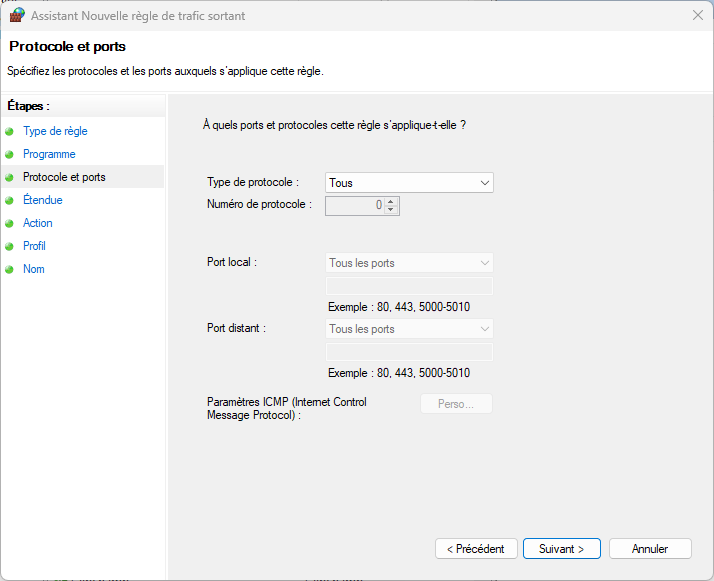 Assistant Nouvelle règle de trafic sortant
Protocole et ports
Spécifiez les protocoles et les ports auxquels s'applique cette règle.
Étapes :
Type de règle
Programme
Protocole et ports
Étendue
Action
Profil
Nom
À quels ports et protocoles cette règle s'applique-t-elle ?
Type de protocole : Tous
Numéro de protocole : 0
Port local : Tous les ports
Exemple : 80, 443, 5000-5010
Port distant : Tous les ports
Exemple : 80, 443, 5000-5010
Paramètres ICMP (Internet Control
Message Protocol) :
Perso...
< Précédent
Suivant >
Annuler